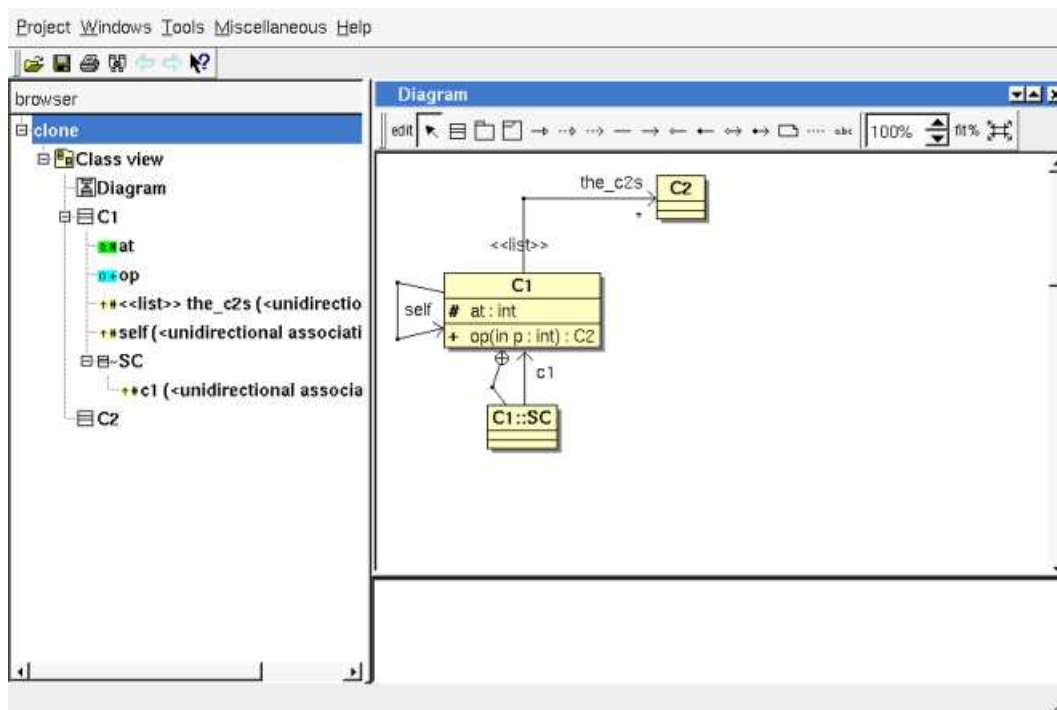 Project Windows Tools Miscellaneous Help
browser
clone
Class view
Diagram
C1
at
op
<<list>> the_c2s (<unidirectio
self (<unidirectional associati
SC
c1 (<unidirectional associa
C2
Diagram
edit
abc
100%
fit%
the_c2s
C2
*
<<list>>
C1
self
# at : int
+ op(in p : int) : C2
c1
C1::SC